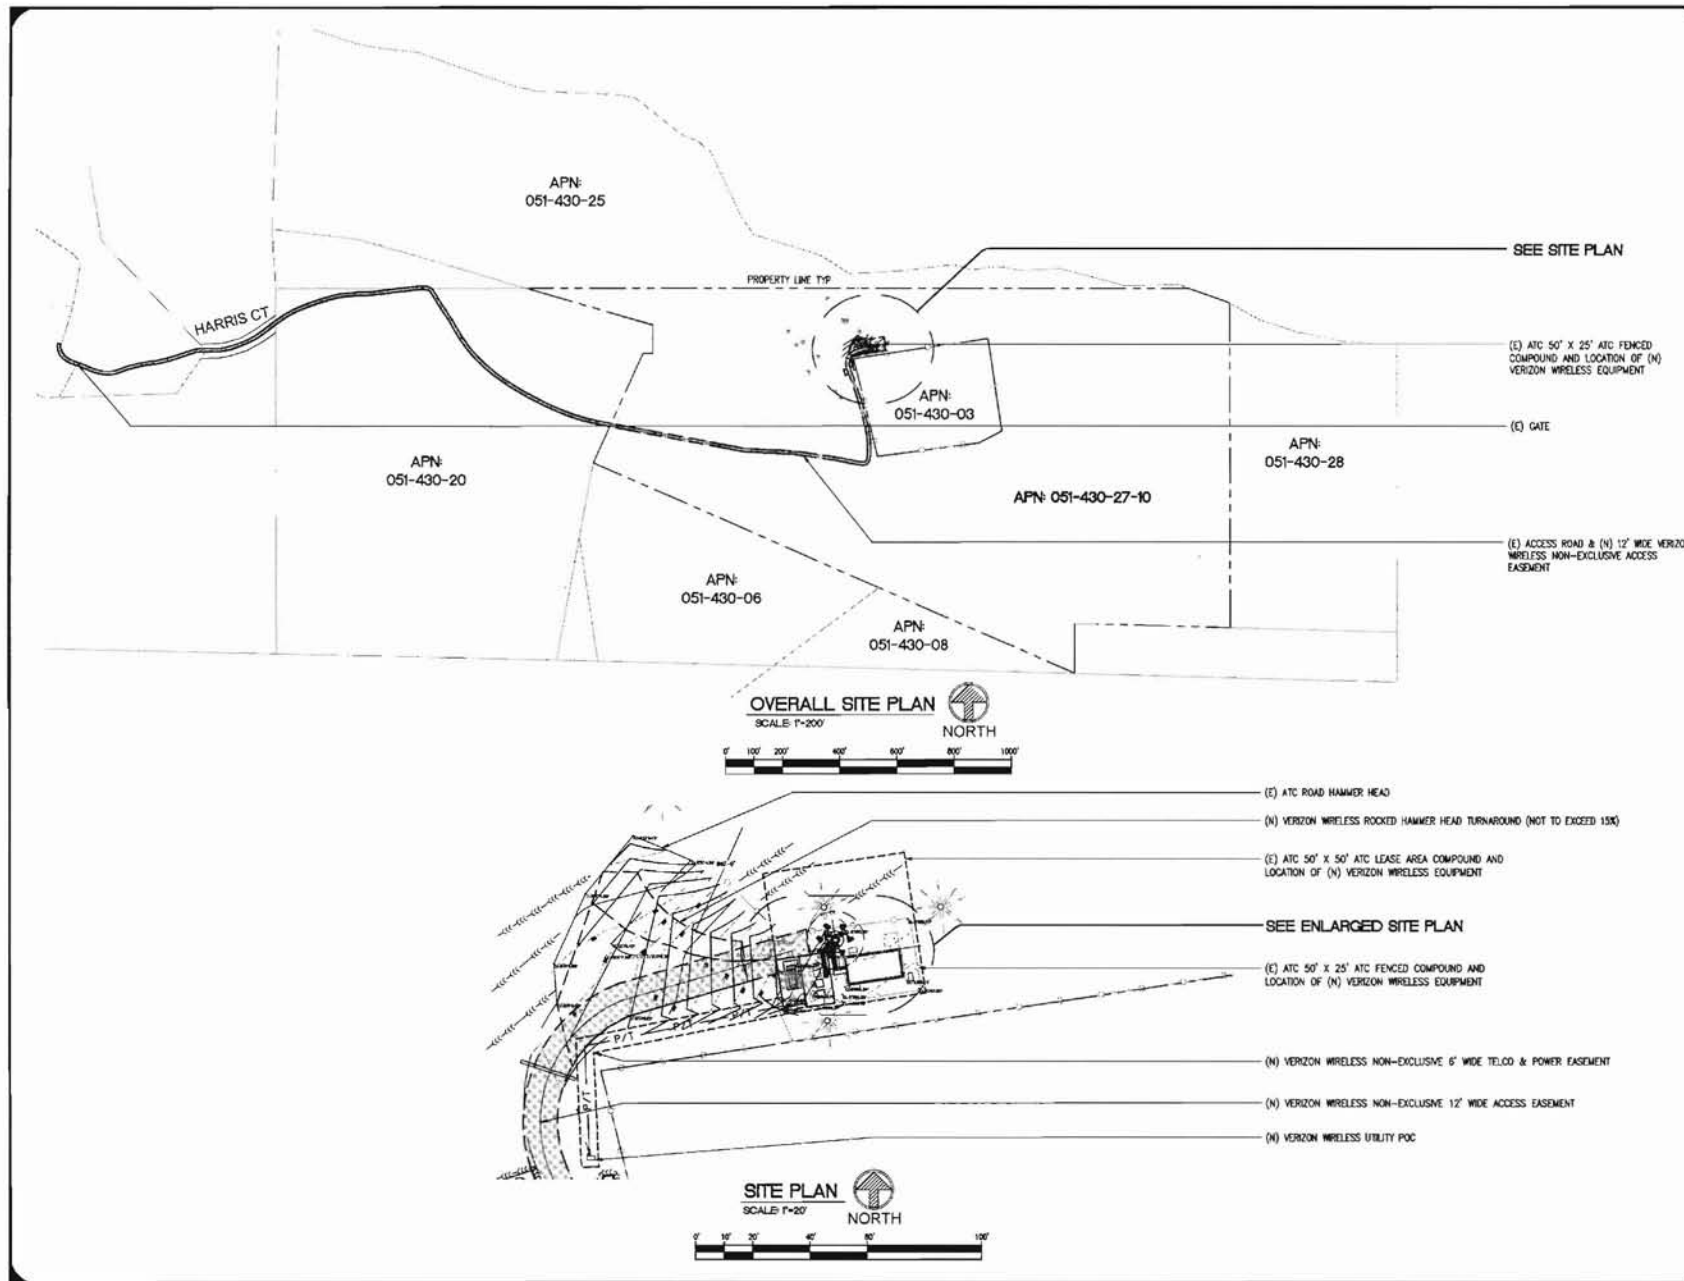 APN:
051-430-25
SEE SITE PLAN
PROPERTY LINE TYP
HARRIS CT
(E) ATC 50' X 25' ATC FENCED
COMPOUND AND LOCATION OF (N)
VERIZON WIRELESS EQUIPMENT
APN:
051-430-03
(E) GATE
APN:
051-430-20
APN:
051-430-28
APN: 051-430-27-10
(E) ACCESS ROAD & (N) 12' WIDE VERIZO
WIRELESS NON-EXCLUSIVE ACCESS
EASEMENT
APN:
051-430-06
APN:
051-430-08
OVERALL SITE PLAN
SCALE: 1"=200'
NORTH
0' 100' 200' 400' 600' 800' 1000'
(E) ATC ROAD HAMMER HEAD
(N) VERIZON WIRELESS ROCKED HAMMER HEAD TURNAROUND (NOT TO EXCEED 15%)
(E) ATC 50' X 50' ATC LEASE AREA COMPOUND AND
LOCATION OF (N) VERIZON WIRELESS EQUIPMENT
SEE ENLARGED SITE PLAN
(E) ATC 50' X 25' ATC FENCED COMPOUND AND
LOCATION OF (N) VERIZON WIRELESS EQUIPMENT
P/T P/T P/T
(N) VERIZON WIRELESS NON-EXCLUSIVE 6' WIDE TELCO & POWER EASEMENT
P/T
(N) VERIZON WIRELESS NON-EXCLUSIVE 12' WIDE ACCESS EASEMENT
(N) VERIZON WIRELESS UTILITY POC
SITE PLAN
SCALE: 1"=20'
NORTH
0' 10' 20' 40' 60' 100'